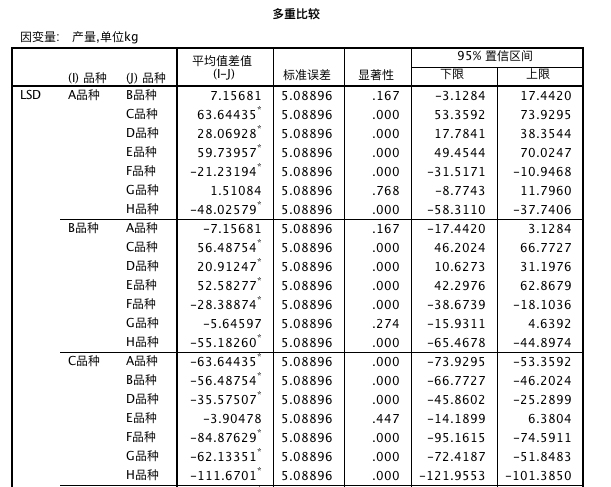 多重比较
因变量: 产量,单位kg
(I) 品种 (J) 品种 平均值差值 (I-J) 标准误差 显著性 95% 置信区间
下限 上限
LSD A品种 B品种 7.15681 5.08896 .167 -3.1284 17.4420
C品种 63.64435* 5.08896 .000 53.3592 73.9295
D品种 28.06928* 5.08896 .000 17.7841 38.3544
E品种 59.73957* 5.08896 .000 49.4544 70.0247
F品种 -21.23194* 5.08896 .000 -31.5171 -10.9468
G品种 1.51084 5.08896 .768 -8.7743 11.7960
H品种 -48.02579* 5.08896 .000 -58.3110 -37.7406
B品种 A品种 -7.15681 5.08896 .167 -17.4420 3.1284
C品种 56.48754* 5.08896 .000 46.2024 66.7727
D品种 20.91247* 5.08896 .000 10.6273 31.1976
E品种 52.58277* 5.08896 .000 42.2976 62.8679
F品种 -28.38874* 5.08896 .000 -38.6739 -18.1036
G品种 -5.64597 5.08896 .274 -15.9311 4.6392
H品种 -55.18260* 5.08896 .000 -65.4678 -44.8974
C品种 A品种 -63.64435* 5.08896 .000 -73.9295 -53.3592
B品种 -56.48754* 5.08896 .000 -66.7727 -46.2024
D品种 -35.57507* 5.08896 .000 -45.8602 -25.2899
E品种 -3.90478 5.08896 .447 -14.1899 6.3804
F品种 -84.87629* 5.08896 .000 -95.1615 -74.5911
G品种 -62.13351* 5.08896 .000 -72.4187 -51.8483
H品种 -111.6701* 5.08896 .000 -121.9553 -101.3850